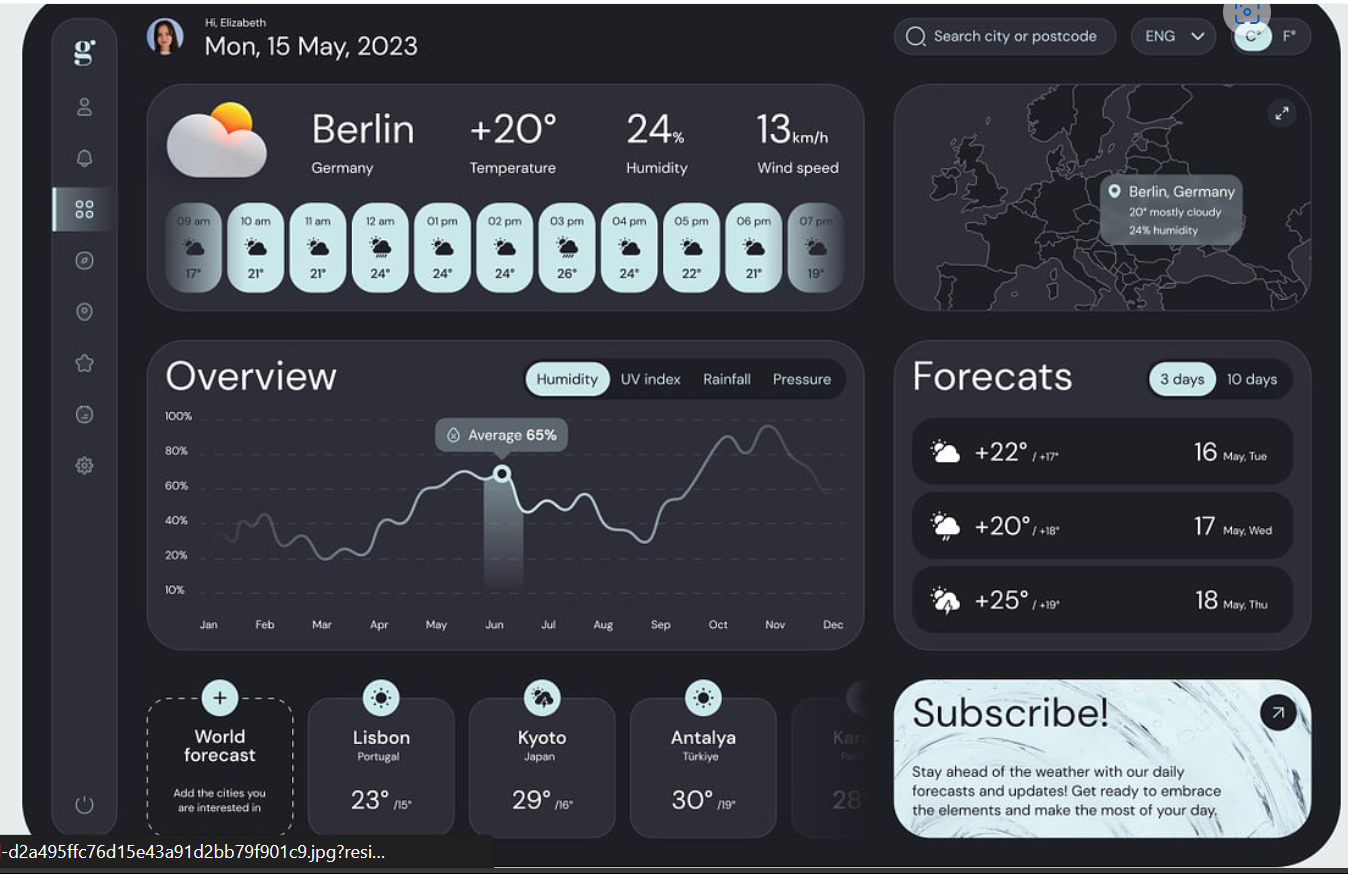 g
Hi, Elizabeth
Mon, 15 May, 2023
Search city or postcode
ENG
C° F°
Berlin
Germany
+20°
Temperature
24%
Humidity
13km/h
Wind speed
09 am 10 am 11 am 12 am 01 pm 02 pm 03 pm 04 pm 05 pm 06 pm 07 pm
17° 21° 21° 24° 24° 24° 26° 24° 22° 21° 19°
Berlin, Germany
20° mostly cloudy
24% humidity
Overview
Humidity UV index Rainfall Pressure
100%
80%
60%
40%
20%
10%
Average 65%
Jan Feb Mar Apr May Jun Jul Aug Sep Oct Nov Dec
Forecats
3 days 10 days
+22° / +17° 16 May, Tue
+20° / +18° 17 May, Wed
+25° / +19° 18 May, Thu
World
forecast
Add the cities you
are interested in
Lisbon
Portugal
23° /15°
Kyoto
Japan
29° /16°
Antalya
Türkiye
30° /19°
28
Subscribe!
Stay ahead of the weather with our daily
forecasts and updates! Get ready to embrace
the elements and make the most of your day.
-d2a495ffc76d15e43a91d2bb79f901c9.jpg?resi...